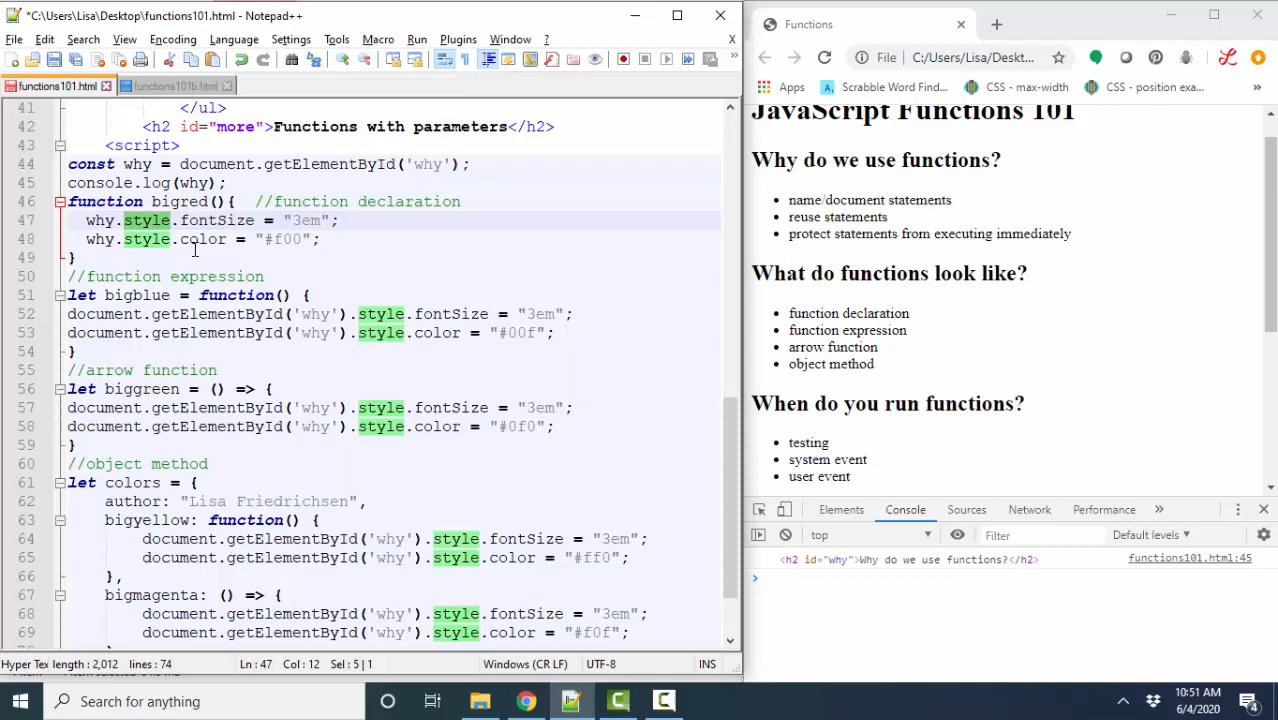 *C:\Users\Lisa\Desktop\functions101.html - Notepad++
File Edit Search View Encoding Language Settings Tools Macro Run Plugins Window ? X
functions101.html functions101b.html
41 </ul>
42 <h2 id="more">Functions with parameters</h2>
43 <script>
44 const why = document.getElementById('why');
45 console.log(why);
46 function bigred(){ //function declaration
47 why.style.fontSize = "3em";
48 why.style.color = "#f00";
49 }
50 //function expression
51 let bigblue = function() {
52 document.getElementById('why').style.fontSize = "3em";
53 document.getElementById('why').style.color = "#00f";
54 }
55 //arrow function
56 let biggreen = () => {
57 document.getElementById('why').style.fontSize = "3em";
58 document.getElementById('why').style.color = "#0f0";
59 }
60 //object method
61 let colors = {
62 author: "Lisa Friedrichsen",
63 bigyellow: function() {
64 document.getElementById('why').style.fontSize = "3em";
65 document.getElementById('why').style.color = "#ff0";
66 },
67 bigmagenta: () => {
68 document.getElementById('why').style.fontSize = "3em";
69 document.getElementById('why').style.color = "#f0f";
Hyper Tex length : 2,012 lines : 74 Ln : 47 Col : 12 Sel : 5 | 1 Windows (CR LF) UTF-8 INS
Functions
File C:/Users/Lisa/Deskt...
Apps Scrabble Word Find... CSS - max-width CSS - position exa... »
JavaScript Functions 101
Why do we use functions?
name/document statements
reuse statements
protect statements from executing immediately
What do functions look like?
function declaration
function expression
arrow function
object method
When do you run functions?
testing
system event
user event
Elements Console Sources Network Performance »
top Filter Default levels
<h2 id="why">Why do we use functions?</h2> functions101.html:45
Search for anything
10:51 AM
6/4/2020
4